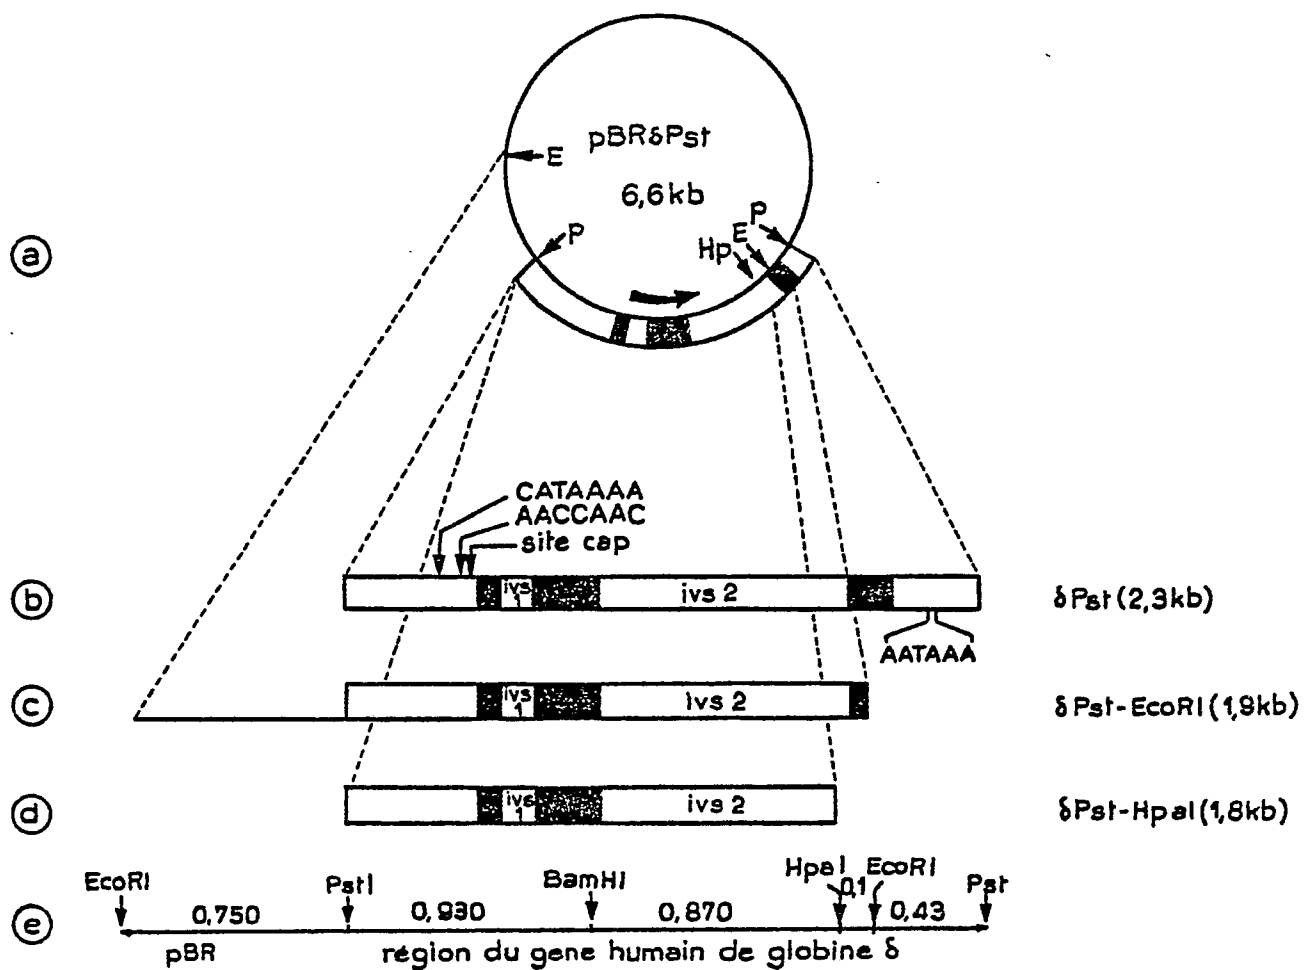 pBRδPst
E
6,6kb
P
P
E
Hp
a
CATAAAA
AACCAAC
site cap
b
ivs
1
ivs 2
δPst (2,3kb)
AATAAA
c
ivs
1
ivs 2
δPst-EcoRI (1,9kb)
d
ivs
1
ivs 2
δPst-HpaI (1,8kb)
EcoRI
PstI
BamHI
HpaI
EcoRI
Pst
e
0,750
0,930
0,870
0,1
0,43
pBR
région du gene humain de globine δ